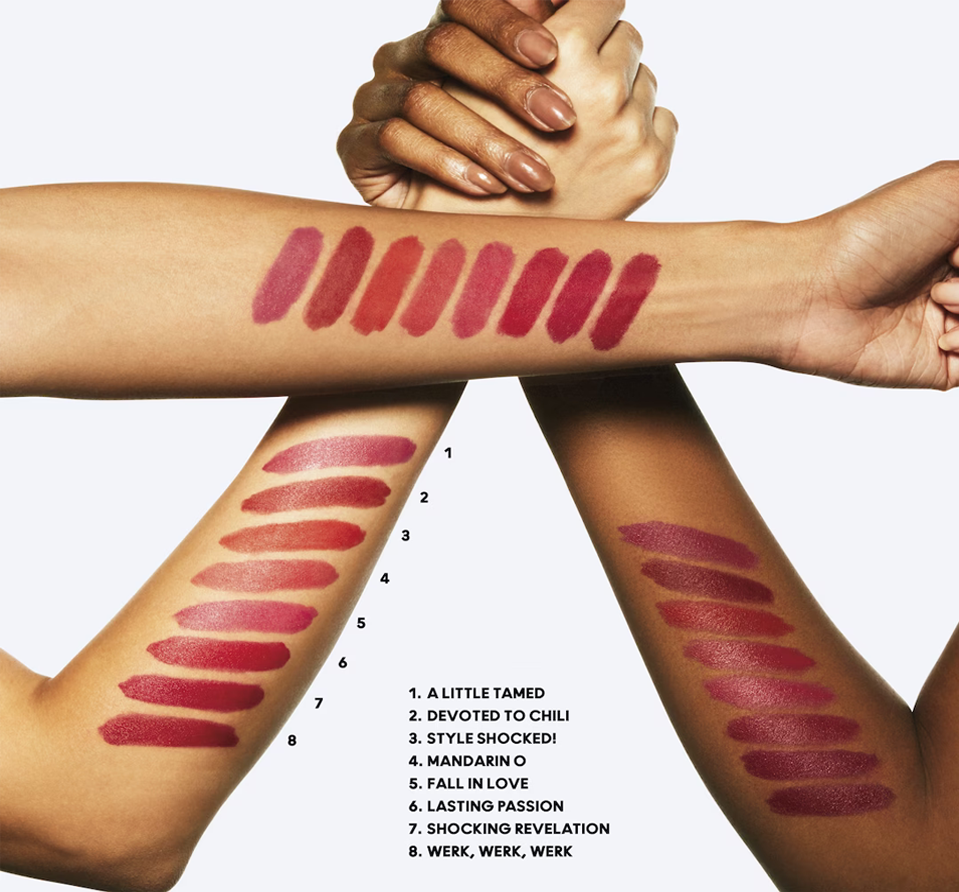 1
2
3
4
5
6
7
8
1. A LITTLE TAMED
2. DEVOTED TO CHILI
3. STYLE SHOCKED!
4. MANDARIN O
5. FALL IN LOVE
6. LASTING PASSION
7. SHOCKING REVELATION
8. WERK, WERK, WERK